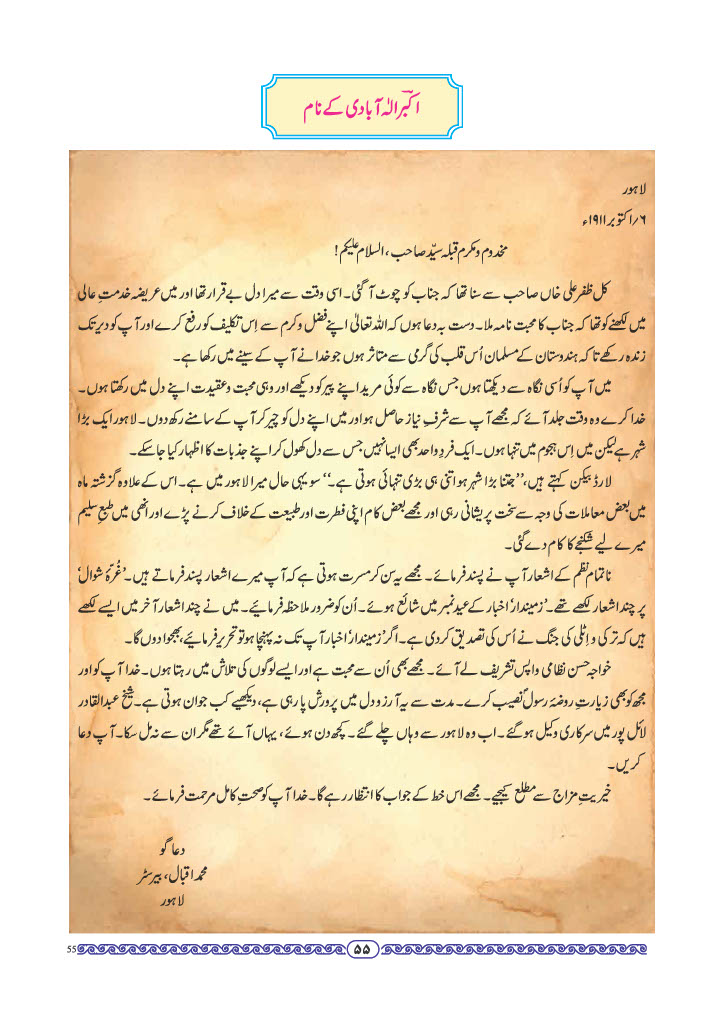 اکبرؔ الٰہ آبادی کے نام
لاہور
۶؍اکتوبر ۱۹۱۱ء
مخدوم و مکرم قبلہ سیّد صاحب، السلام علیکم!
کل ظفر علی خاں صاحب سے سنا تھا کہ جناب کو چوٹ آگئی۔ اسی وقت سے میرا دل بےقرار تھا اور میں عریضہ خدمتِ عالی
میں لکھنے کو تھا کہ جناب کا محبت نامہ ملا۔ دست بہ دعا ہوں کہ اللہ تعالیٰ اپنے فضل و کرم سے اِس تکلیف کو رفع کرے اور آپ کو دیر تک
زندہ رکھے تاکہ ہندوستان کے مسلمان اُس قلب کی گرمی سے متاثر ہوں جو خدا نے آپ کے سینے میں رکھا ہے۔
میں آپ کو اُسی نگاہ سے دیکھتا ہوں جس نگاہ سے کوئی مرید اپنے پیر کو دیکھے اور وہی محبت و عقیدت اپنے دل میں رکھتا ہوں۔
خدا کرے وہ وقت جلد آئے کہ مجھے آپ سے شرفِ نیاز حاصل ہو اور میں اپنے دل کو چیر کر آپ کے سامنے رکھ دوں۔ لاہور ایک بڑا
شہر ہے لیکن میں اِس ہجوم میں تنہا ہوں۔ ایک فردِ واحد بھی ایسا نہیں جس سے دل کھول کر اپنے جذبات کا اظہار کیا جاسکے۔
لارڈ بیکن کہتے ہیں، ’’جتنا بڑا شہر ہو اتنی ہی بڑی تنہائی ہوتی ہے۔‘‘ سو یہی حال میرا لاہور میں ہے۔ اس کے علاوہ گزشتہ ماہ
میں بعض معاملات کی وجہ سے سخت پریشانی رہی اور مجھے بعض کام اپنی فطرت اور طبیعت کے خلاف کرنے پڑے اور انھی میں طبعِ سلیم
میرے لیے شکنجے کا کام دے گئی۔
ناتمام نظم کے اشعار آپ نے پسند فرمائے۔ مجھے یہ سن کر مسرت ہوتی ہے کہ آپ میرے اشعار پسند فرماتے ہیں۔ ’غُرّۂ شوال‘
پر چند اشعار لکھے تھے۔ ’زمیندار‘ اخبار کے عید نمبر میں شائع ہوئے۔ اُن کو ضرور ملاحظہ فرمائیے۔ میں نے چند اشعار آخر میں ایسے لکھے
ہیں کہ ترکی و اِٹلی کی جنگ نے اُس کی تصدیق کر دی ہے۔ اگر ’زمیندار‘ اخبار آپ تک نہ پہنچا ہو تو تحریر فرمائیے، بھجوا دوں گا۔
خواجہ حسن نظامی واپس تشریف لے آئے۔ مجھے بھی اُن سے محبت ہے اور ایسے لوگوں کی تلاش میں رہتا ہوں۔ خدا آپ کو اور
مجھ کو بھی زیارتِ روضۂ رسولؐ نصیب کرے۔ مدت سے یہ آرزو دل میں پرورش پا رہی ہے، دیکھیے کب جوان ہوتی ہے۔ شیخ عبدالقادر
لائل پور میں سرکاری وکیل ہوگئے۔ اب وہ لاہور سے وہاں چلے گئے۔ کچھ دن ہوئے، یہاں آئے تھے مگر ان سے نہ مل سکا۔ آپ دعا
کریں۔
خیریتِ مزاج سے مطلع کیجیے۔ مجھے اس خط کے جواب کا انتظار رہے گا۔ خدا آپ کو صحتِ کامل مرحمت فرمائے۔
دعا گو
محمد اقبال، بیرسٹر
لاہور
55 ۵۵